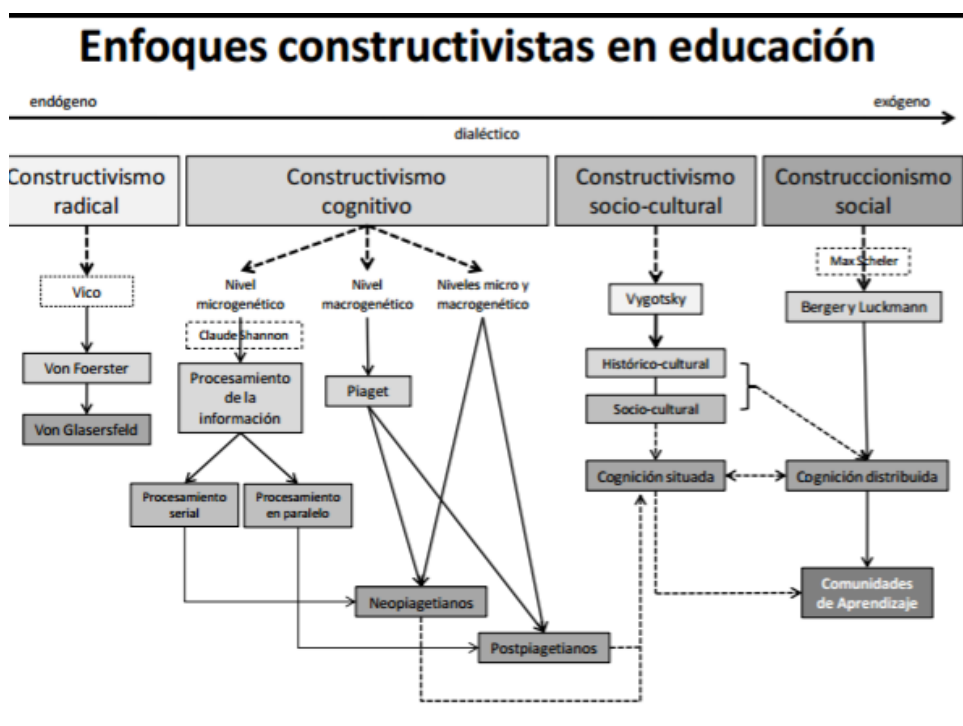 Enfoques constructivistas en educación
endógeno
exógeno
dialéctico
Constructivismo
radical
Constructivismo
cognitivo
Constructivismo
socio-cultural
Construccionismo
social
Vico
Von Foerster
Von Glasersfeld
Nivel
microgenético
Nivel
macrogenético
Niveles micro y
macrogenético
Claude Shannon
Procesamiento
de la
información
Piaget
Procesamiento
serial
Procesamiento
en paralelo
Neopiagetianos
Postpiagetianos
Vygotsky
Histórico-cultural
Socio-cultural
Cognición situada
Max Scheler
Berger y Luckmann
Cognición distribuida
Comunidades
de Aprendizaje